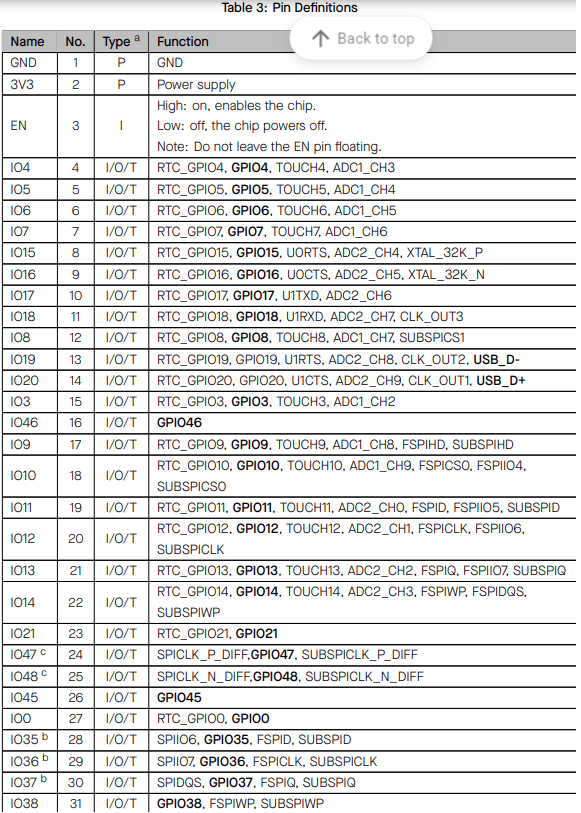 Table 3: Pin Definitions
Back to top
Name No. Type a Function
GND 1 P GND
3V3 2 P Power supply
High: on, enables the chip.
EN 3 I Low: off, the chip powers off.
Note: Do not leave the EN pin floating.
IO4 4 I/O/T RTC_GPIO4, GPIO4, TOUCH4, ADC1_CH3
IO5 5 I/O/T RTC_GPIO5, GPIO5, TOUCH5, ADC1_CH4
IO6 6 I/O/T RTC_GPIO6, GPIO6, TOUCH6, ADC1_CH5
IO7 7 I/O/T RTC_GPIO7, GPIO7, TOUCH7, ADC1_CH6
IO15 8 I/O/T RTC_GPIO15, GPIO15, U0RTS, ADC2_CH4, XTAL_32K_P
IO16 9 I/O/T RTC_GPIO16, GPIO16, U0CTS, ADC2_CH5, XTAL_32K_N
IO17 10 I/O/T RTC_GPIO17, GPIO17, U1TXD, ADC2_CH6
IO18 11 I/O/T RTC_GPIO18, GPIO18, U1RXD, ADC2_CH7, CLK_OUT3
IO8 12 I/O/T RTC_GPIO8, GPIO8, TOUCH8, ADC1_CH7, SUBSPICS1
IO19 13 I/O/T RTC_GPIO19, GPIO19, U1RTS, ADC2_CH8, CLK_OUT2, USB_D-
IO20 14 I/O/T RTC_GPIO20, GPIO20, U1CTS, ADC2_CH9, CLK_OUT1, USB_D+
IO3 15 I/O/T RTC_GPIO3, GPIO3, TOUCH3, ADC1_CH2
IO46 16 I/O/T GPIO46
IO9 17 I/O/T RTC_GPIO9, GPIO9, TOUCH9, ADC1_CH8, FSPIHD, SUBSPIHD
IO10 18 I/O/T RTC_GPIO10, GPIO10, TOUCH10, ADC1_CH9, FSPICS0, FSPIIO4,
SUBSPICS0
IO11 19 I/O/T RTC_GPIO11, GPIO11, TOUCH11, ADC2_CH0, FSPID, FSPIIO5, SUBSPID
IO12 20 I/O/T RTC_GPIO12, GPIO12, TOUCH12, ADC2_CH1, FSPICLK, FSPIIO6,
SUBSPICLK
IO13 21 I/O/T RTC_GPIO13, GPIO13, TOUCH13, ADC2_CH2, FSPIQ, FSPIIO7, SUBSPIQ
IO14 22 I/O/T RTC_GPIO14, GPIO14, TOUCH14, ADC2_CH3, FSPIWP, FSPIDQS,
SUBSPIWP
IO21 23 I/O/T RTC_GPIO21, GPIO21
IO47 c 24 I/O/T SPICLK_P_DIFF,GPIO47, SUBSPICLK_P_DIFF
IO48 c 25 I/O/T SPICLK_N_DIFF,GPIO48, SUBSPICLK_N_DIFF
IO45 26 I/O/T GPIO45
IO0 27 I/O/T RTC_GPIO0, GPIO0
IO35 b 28 I/O/T SPIIO6, GPIO35, FSPID, SUBSPID
IO36 b 29 I/O/T SPIIO7, GPIO36, FSPICLK, SUBSPICLK
IO37 b 30 I/O/T SPIDQS, GPIO37, FSPIQ, SUBSPIQ
IO38 31 I/O/T GPIO38, FSPIWP, SUBSPIWP